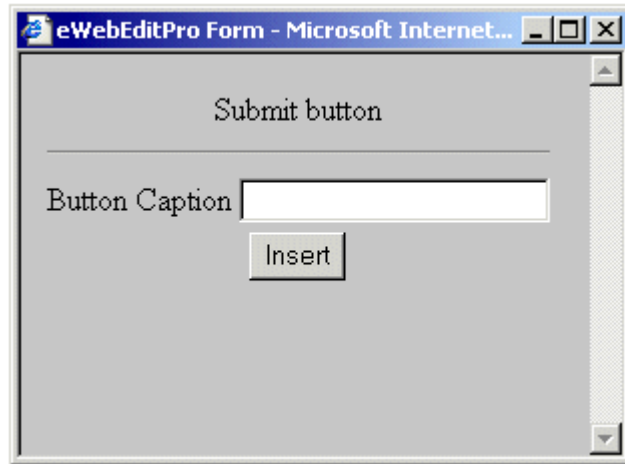 eWebEditPro Form - Microsoft Internet...
Submit button
Button Caption
Insert